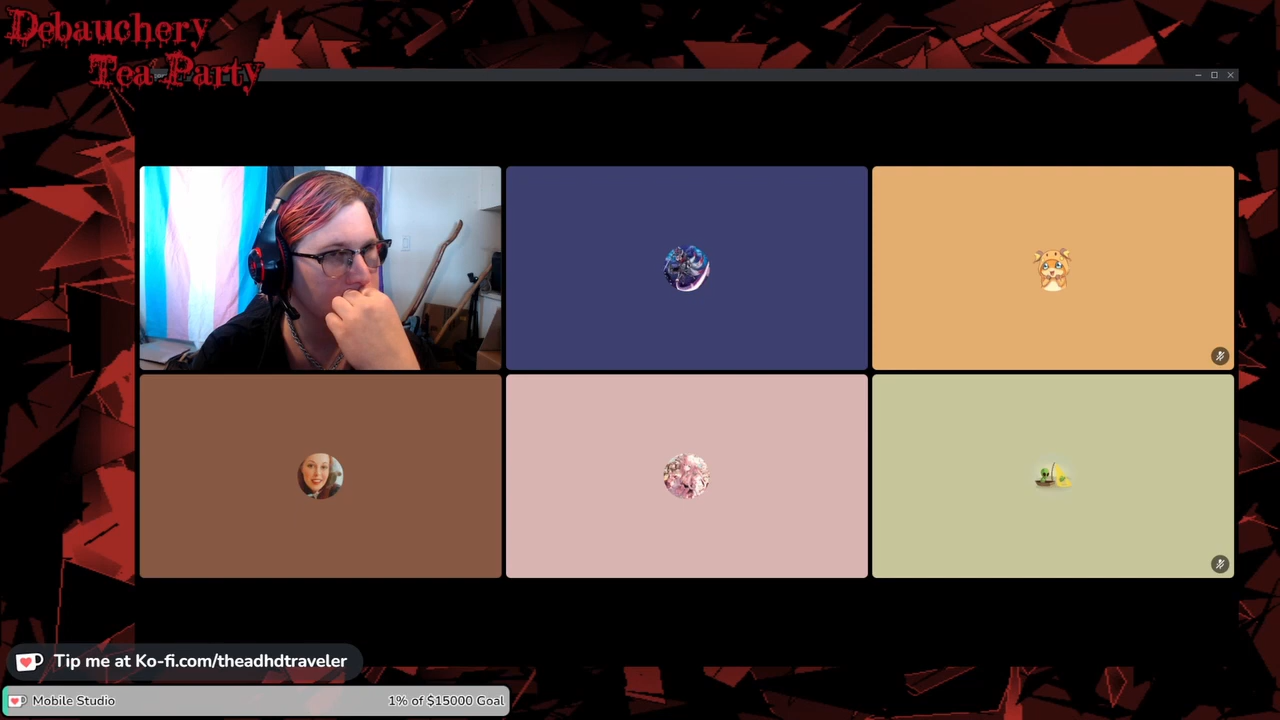 Debauchery
Tea Party
Tip me at Ko-fi.com/theadhdtraveler
Mobile Studio
1% of $15000 Goal